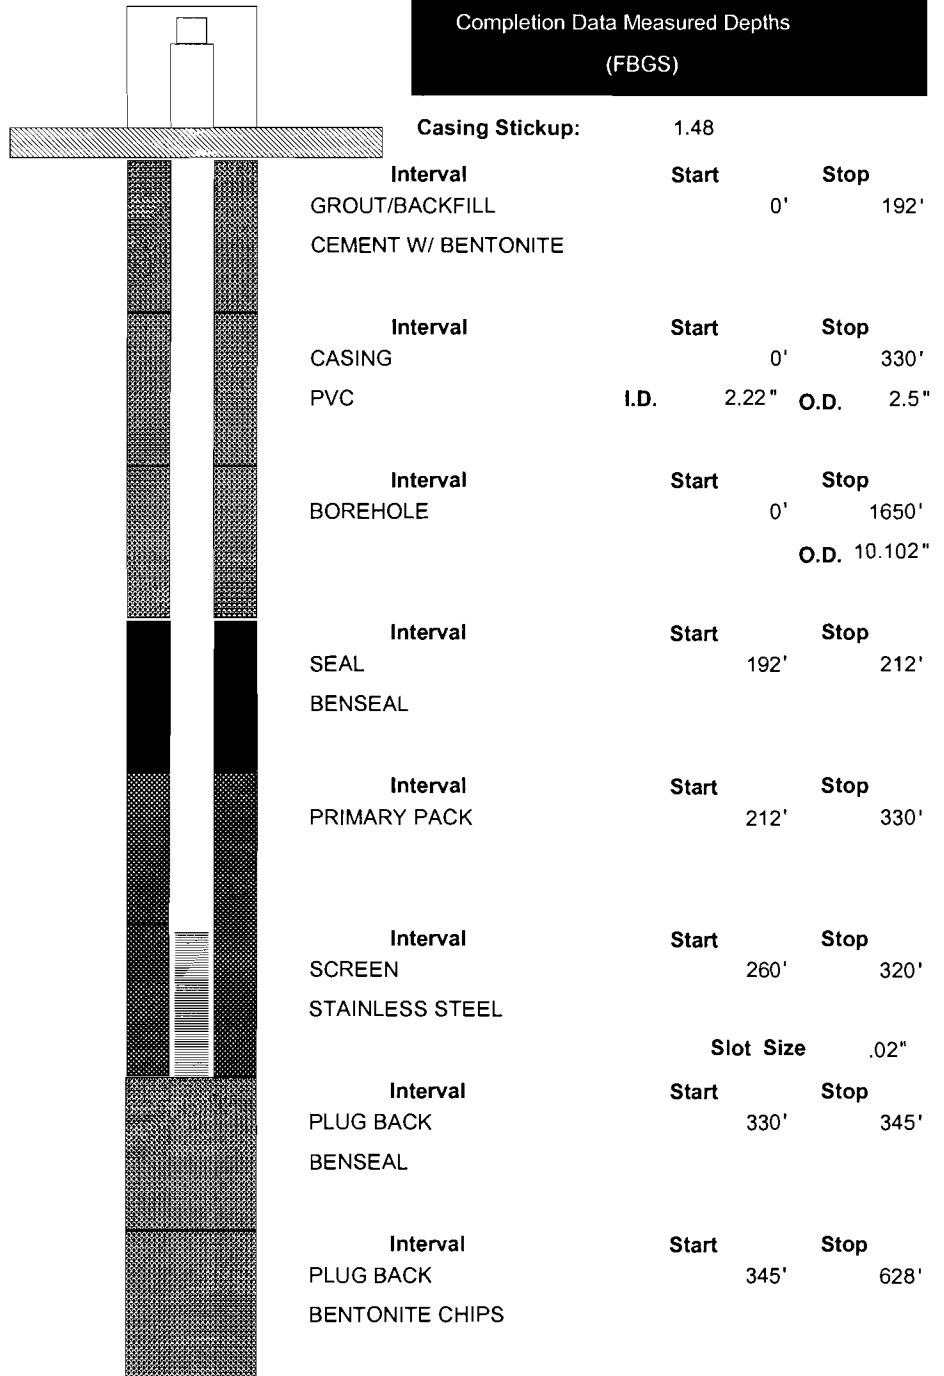 Completion Data Measured Depths
(FBGS)
Casing Stickup: 1.48
Interval Start Stop
GROUT/BACKFILL 0' 192'
CEMENT W/ BENTONITE
Interval Start Stop
CASING 0' 330'
PVC I.D. 2.22" O.D. 2.5"
Interval Start Stop
BOREHOLE 0' 1650'
O.D. 10.102"
Interval Start Stop
SEAL 192' 212'
BENSEAL
Interval Start Stop
PRIMARY PACK 212' 330'
Interval Start Stop
SCREEN 260' 320'
STAINLESS STEEL
Slot Size .02"
Interval Start Stop
PLUG BACK 330' 345'
BENSEAL
Interval Start Stop
PLUG BACK 345' 628'
BENTONITE CHIPS